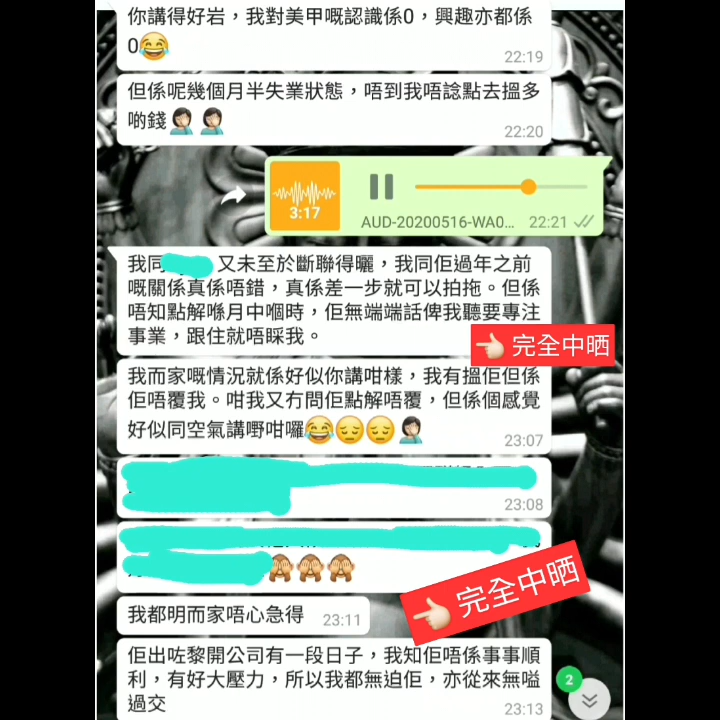 你講得好岩，我對美甲嘅認識係0，興趣亦都係
0😂
22:19
但係呢幾個月半失業狀態，唔到我唔諗點去搵多
啲錢🤦🏻‍♀️🤦🏻‍♀️
22:20
3:17
AUD-20200516-WA0... 22:21
我同 又未至於斷聯得曬，我同佢過年之前
嘅關係真係唔錯，真係差一步就可以拍拖。但係
唔知點解喺月中嗰時，佢無端端話俾我聽要專注
事業，跟住就唔睬我。
👈🏻完全中晒
我而家嘅情況就係好似你講咁樣，我有搵佢但係
佢唔覆我。咁我又冇問佢點解唔覆，但係個感覺
好似同空氣講嘢咁囉😂😔😔🤦🏻‍♀️
23:07
23:08
🙈🙈🙈
👈🏻完全中晒
我都明而家唔心急得 23:11
佢出咗黎開公司有一段日子，我知佢唔係事事順
利，有好大壓力，所以我都無迫佢，亦從來無嗌
過交
23:13
2